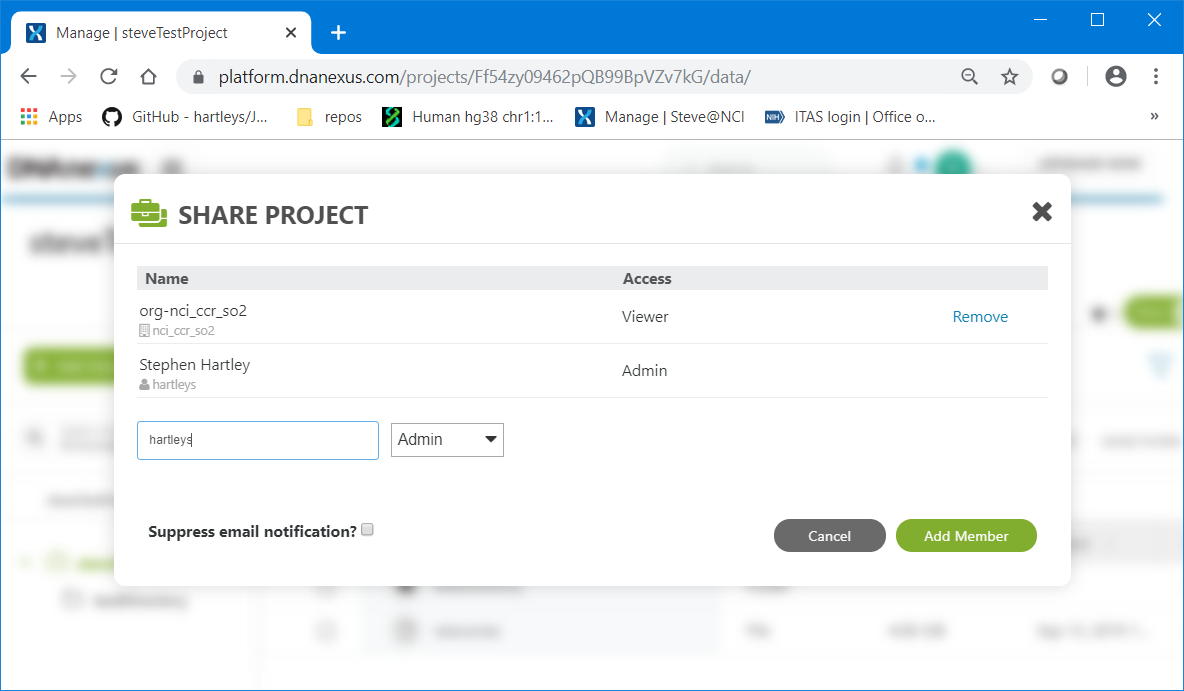 Manage | steveTestProject
platform.dnanexus.com/projects/Ff54zy09462pQB99BpVZv7kG/data/
Apps GitHub - hartleys/J... repos Human hg38 chr1:1... Manage | Steve@NCI NIH ITAS login | Office o... »
DNAnexus
SHARE PROJECT
Name Access
org-nci_ccr_so2
nci_ccr_so2
Viewer Remove
Stephen Hartley
hartleys
Admin
hartleys Admin
Suppress email notification?
Cancel Add Member